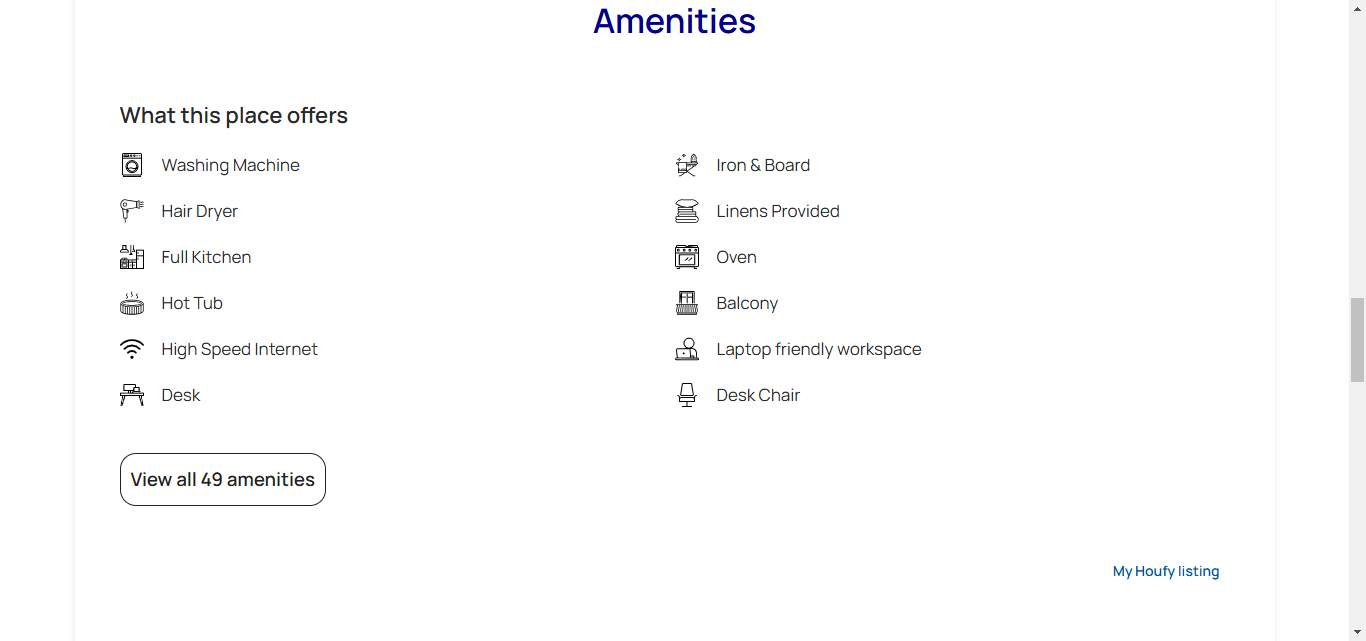 Amenities
What this place offers
Washing Machine
Iron & Board
Hair Dryer
Linens Provided
Full Kitchen
Oven
Hot Tub
Balcony
High Speed Internet
Laptop friendly workspace
Desk
Desk Chair
View all 49 amenities
My Houfy listing